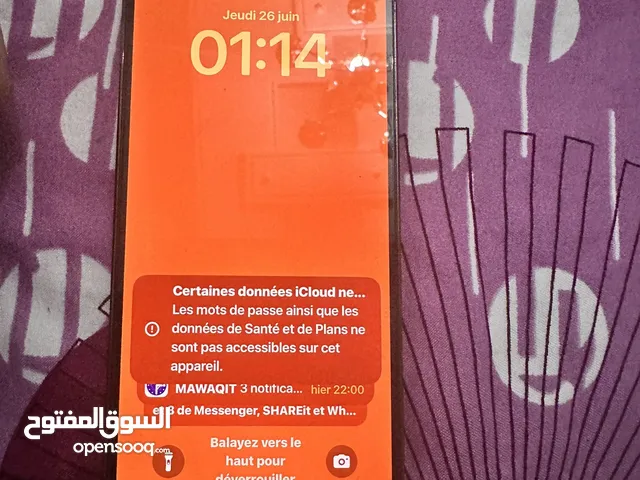 Jeudi 26 juin
01:14
Certaines données iCloud ne...
Les mots de passe ainsi que les
données de Santé et de Plans ne
sont pas accessibles sur cet
appareil.
MAWAQIT 3 notifica... hier 22:00
8 de Messenger, SHAREit et Wh...
السوق المفتوح
opensooq.com
Balayez vers le
haut pour
déverrouiller